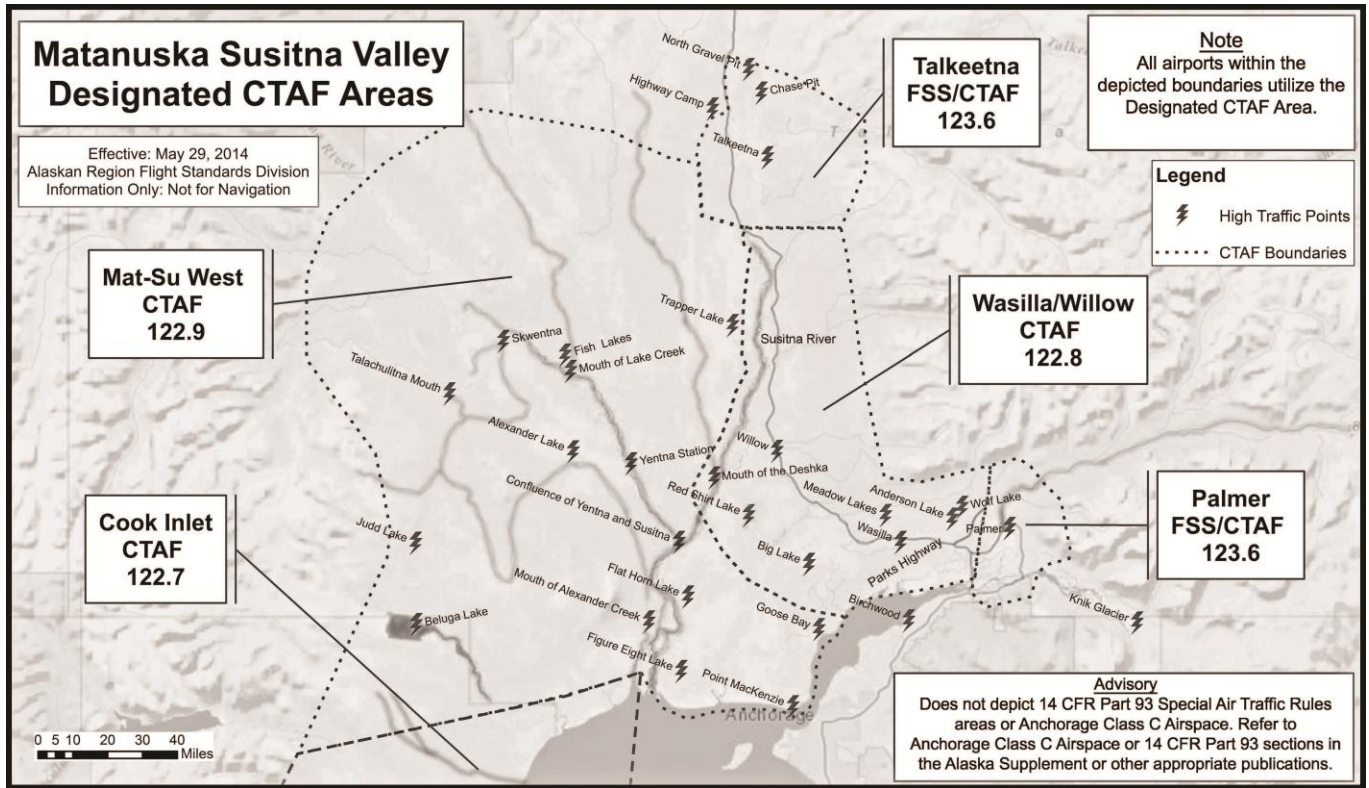 Matanuska Susitna Valley
Designated CTAF Areas
Effective: May 29, 2014
Alaskan Region Flight Standards Division
Information Only: Not for Navigation
North Gravel Pit
Chase Pit
Highway Camp
Talkeetna
Talkeetna
FSS/CTAF
123.6
Note
All airports within the
depicted boundaries utilize the
Designated CTAF Area.
Legend
High Traffic Points
CTAF Boundaries
River
Mat-Su West
CTAF
122.9
Trapper Lake
Susitna River
Wasilla/Willow
CTAF
122.8
Skwentna
Fish Lakes
Mouth of Lake Creek
Talachulitna Mouth
Alexander Lake
Yentna Station
Willow
Mouth of the Deshka
Confluence of Yentna and Susitna
Red Shirt Lake
Meadow Lakes
Anderson Lake
Wolf Lake
Palmer
Wasilla
Palmer
FSS/CTAF
123.6
Cook Inlet
CTAF
122.7
Judd Lake
Big Lake
Parks Highway
Flat Horn Lake
Mouth of Alexander Creek
Beluga Lake
Goose Bay
Birchwood
Knik Glacier
Figure Eight Lake
Point MacKenzie
Anchorage
0 5 10 20 30 40
Miles
Advisory
Does not depict 14 CFR Part 93 Special Air Traffic Rules
areas or Anchorage Class C Airspace. Refer to
Anchorage Class C Airspace or 14 CFR Part 93 sections in
the Alaska Supplement or other appropriate publications.